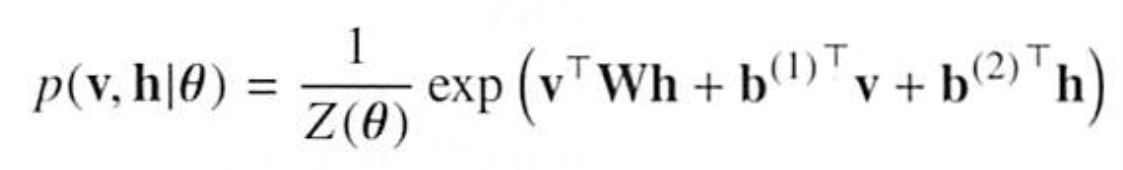 p(v, h|θ) = 1/Z(θ) exp (v⊤Wh + b(1)⊤v + b(2)⊤h)